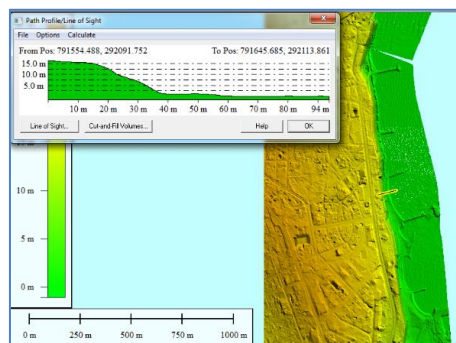 Path Profile/Line of Sight
File Options Calculate
From Pos: 791554.488, 292091.752 To Pos: 791645.685, 292113.861
15.0 m
10.0 m
5.0 m
10 m 20 m 30 m 40 m 50 m 60 m 70 m 80 m 94 m
Line of Sight... Cut-and-Fill Volumes... Help OK
10 m
5 m
0 m
0 m 250 m 500 m 750 m 1000 m